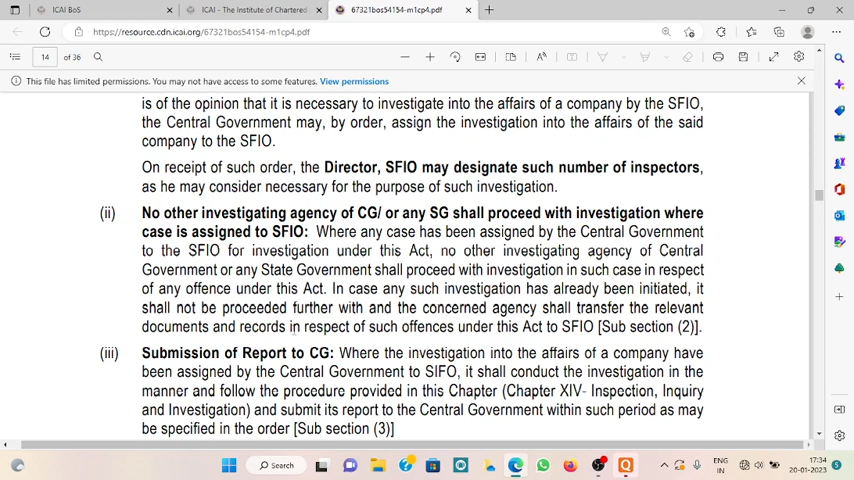 ICAI BoS
ICAI - The Institute of Chartered
67321bos54154-m1cp4.pdf
https://resource.cdn.icai.org/67321bos54154-m1cp4.pdf
14 of 36
This file has limited permissions. You may not have access to some features. View permissions
is of the opinion that it is necessary to investigate into the affairs of a company by the SFIO,
the Central Government may, by order, assign the investigation into the affairs of the said
company to the SFIO.
On receipt of such order, the Director, SFIO may designate such number of inspectors,
as he may consider necessary for the purpose of such investigation.
(ii) No other investigating agency of CG/ or any SG shall proceed with investigation where
case is assigned to SFIO: Where any case has been assigned by the Central Government
to the SFIO for investigation under this Act, no other investigating agency of Central
Government or any State Government shall proceed with investigation in such case in respect
of any offence under this Act. In case any such investigation has already been initiated, it
shall not be proceeded further with and the concerned agency shall transfer the relevant
documents and records in respect of such offences under this Act to SFIO [Sub section (2)].
(iii) Submission of Report to CG: Where the investigation into the affairs of a company have
been assigned by the Central Government to SIFO, it shall conduct the investigation in the
manner and follow the procedure provided in this Chapter (Chapter XIV- Inspection, Inquiry
and Investigation) and submit its report to the Central Government within such period as may
be specified in the order [Sub section (3)]
Search
ENG
IN
17:34
20-01-2023
5